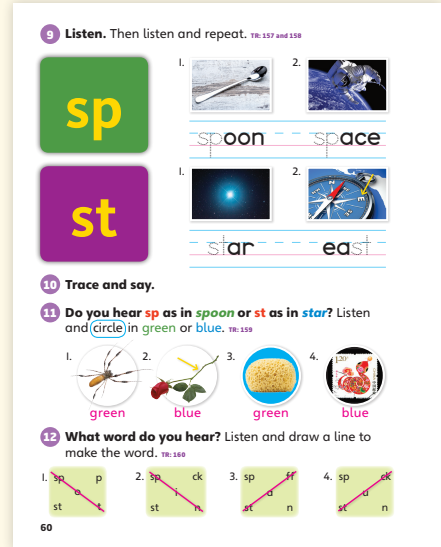 9 Listen. Then listen and repeat. TR: 157 and 158
sp
1.
2.
spoon
space
st
1.
2.
star
east
10 Trace and say.
11 Do you hear sp as in spoon or st as in star? Listen
and circle in green or blue. TR: 159
1.
2.
3.
4.
1.20
green
blue
green
blue
12 What word do you hear? Listen and draw a line to
make the word. TR: 160
1. sp p
o
st t
2. sp ck
i
st n
3. sp ff
st n
4. sp ck
st n
60